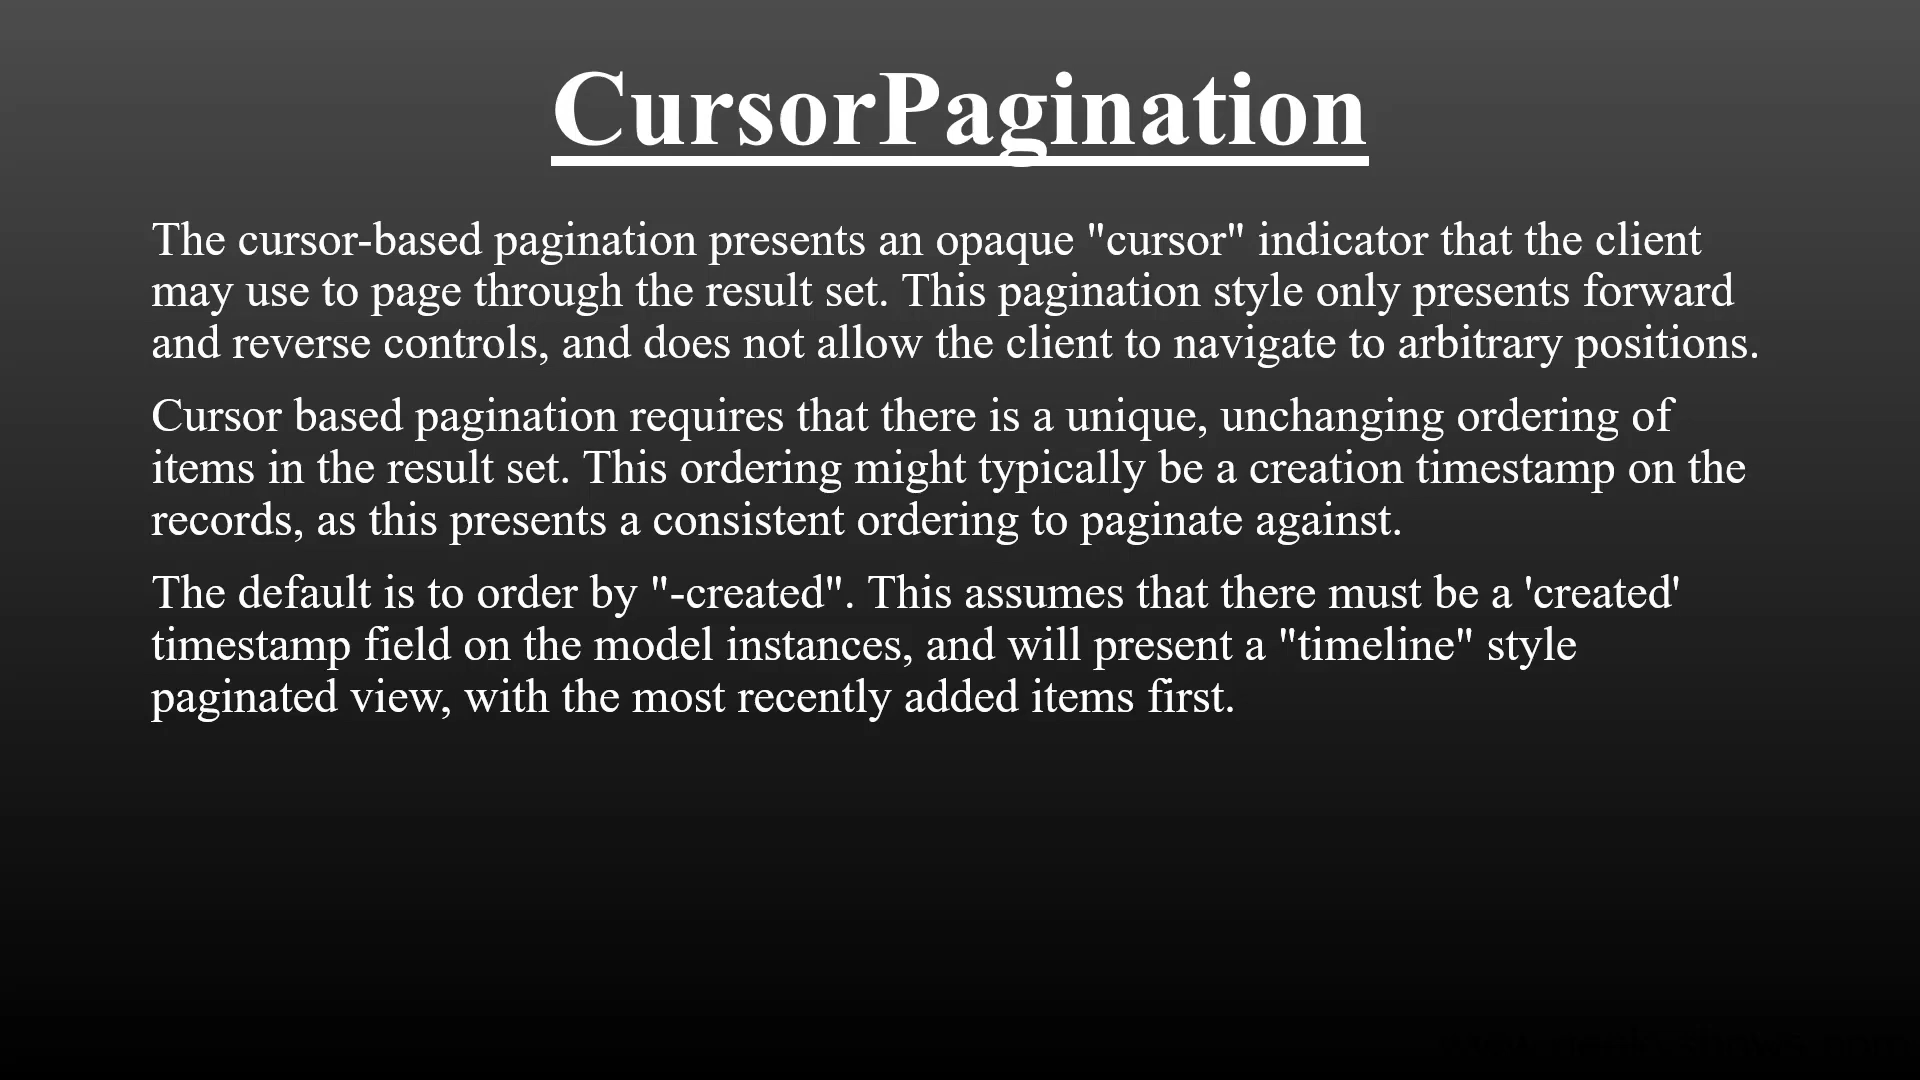 CursorPagination
The cursor-based pagination presents an opaque "cursor" indicator that the client
may use to page through the result set. This pagination style only presents forward
and reverse controls, and does not allow the client to navigate to arbitrary positions.
Cursor based pagination requires that there is a unique, unchanging ordering of
items in the result set. This ordering might typically be a creation timestamp on the
records, as this presents a consistent ordering to paginate against.
The default is to order by "-created". This assumes that there must be a 'created'
timestamp field on the model instances, and will present a "timeline" style
paginated view, with the most recently added items first.